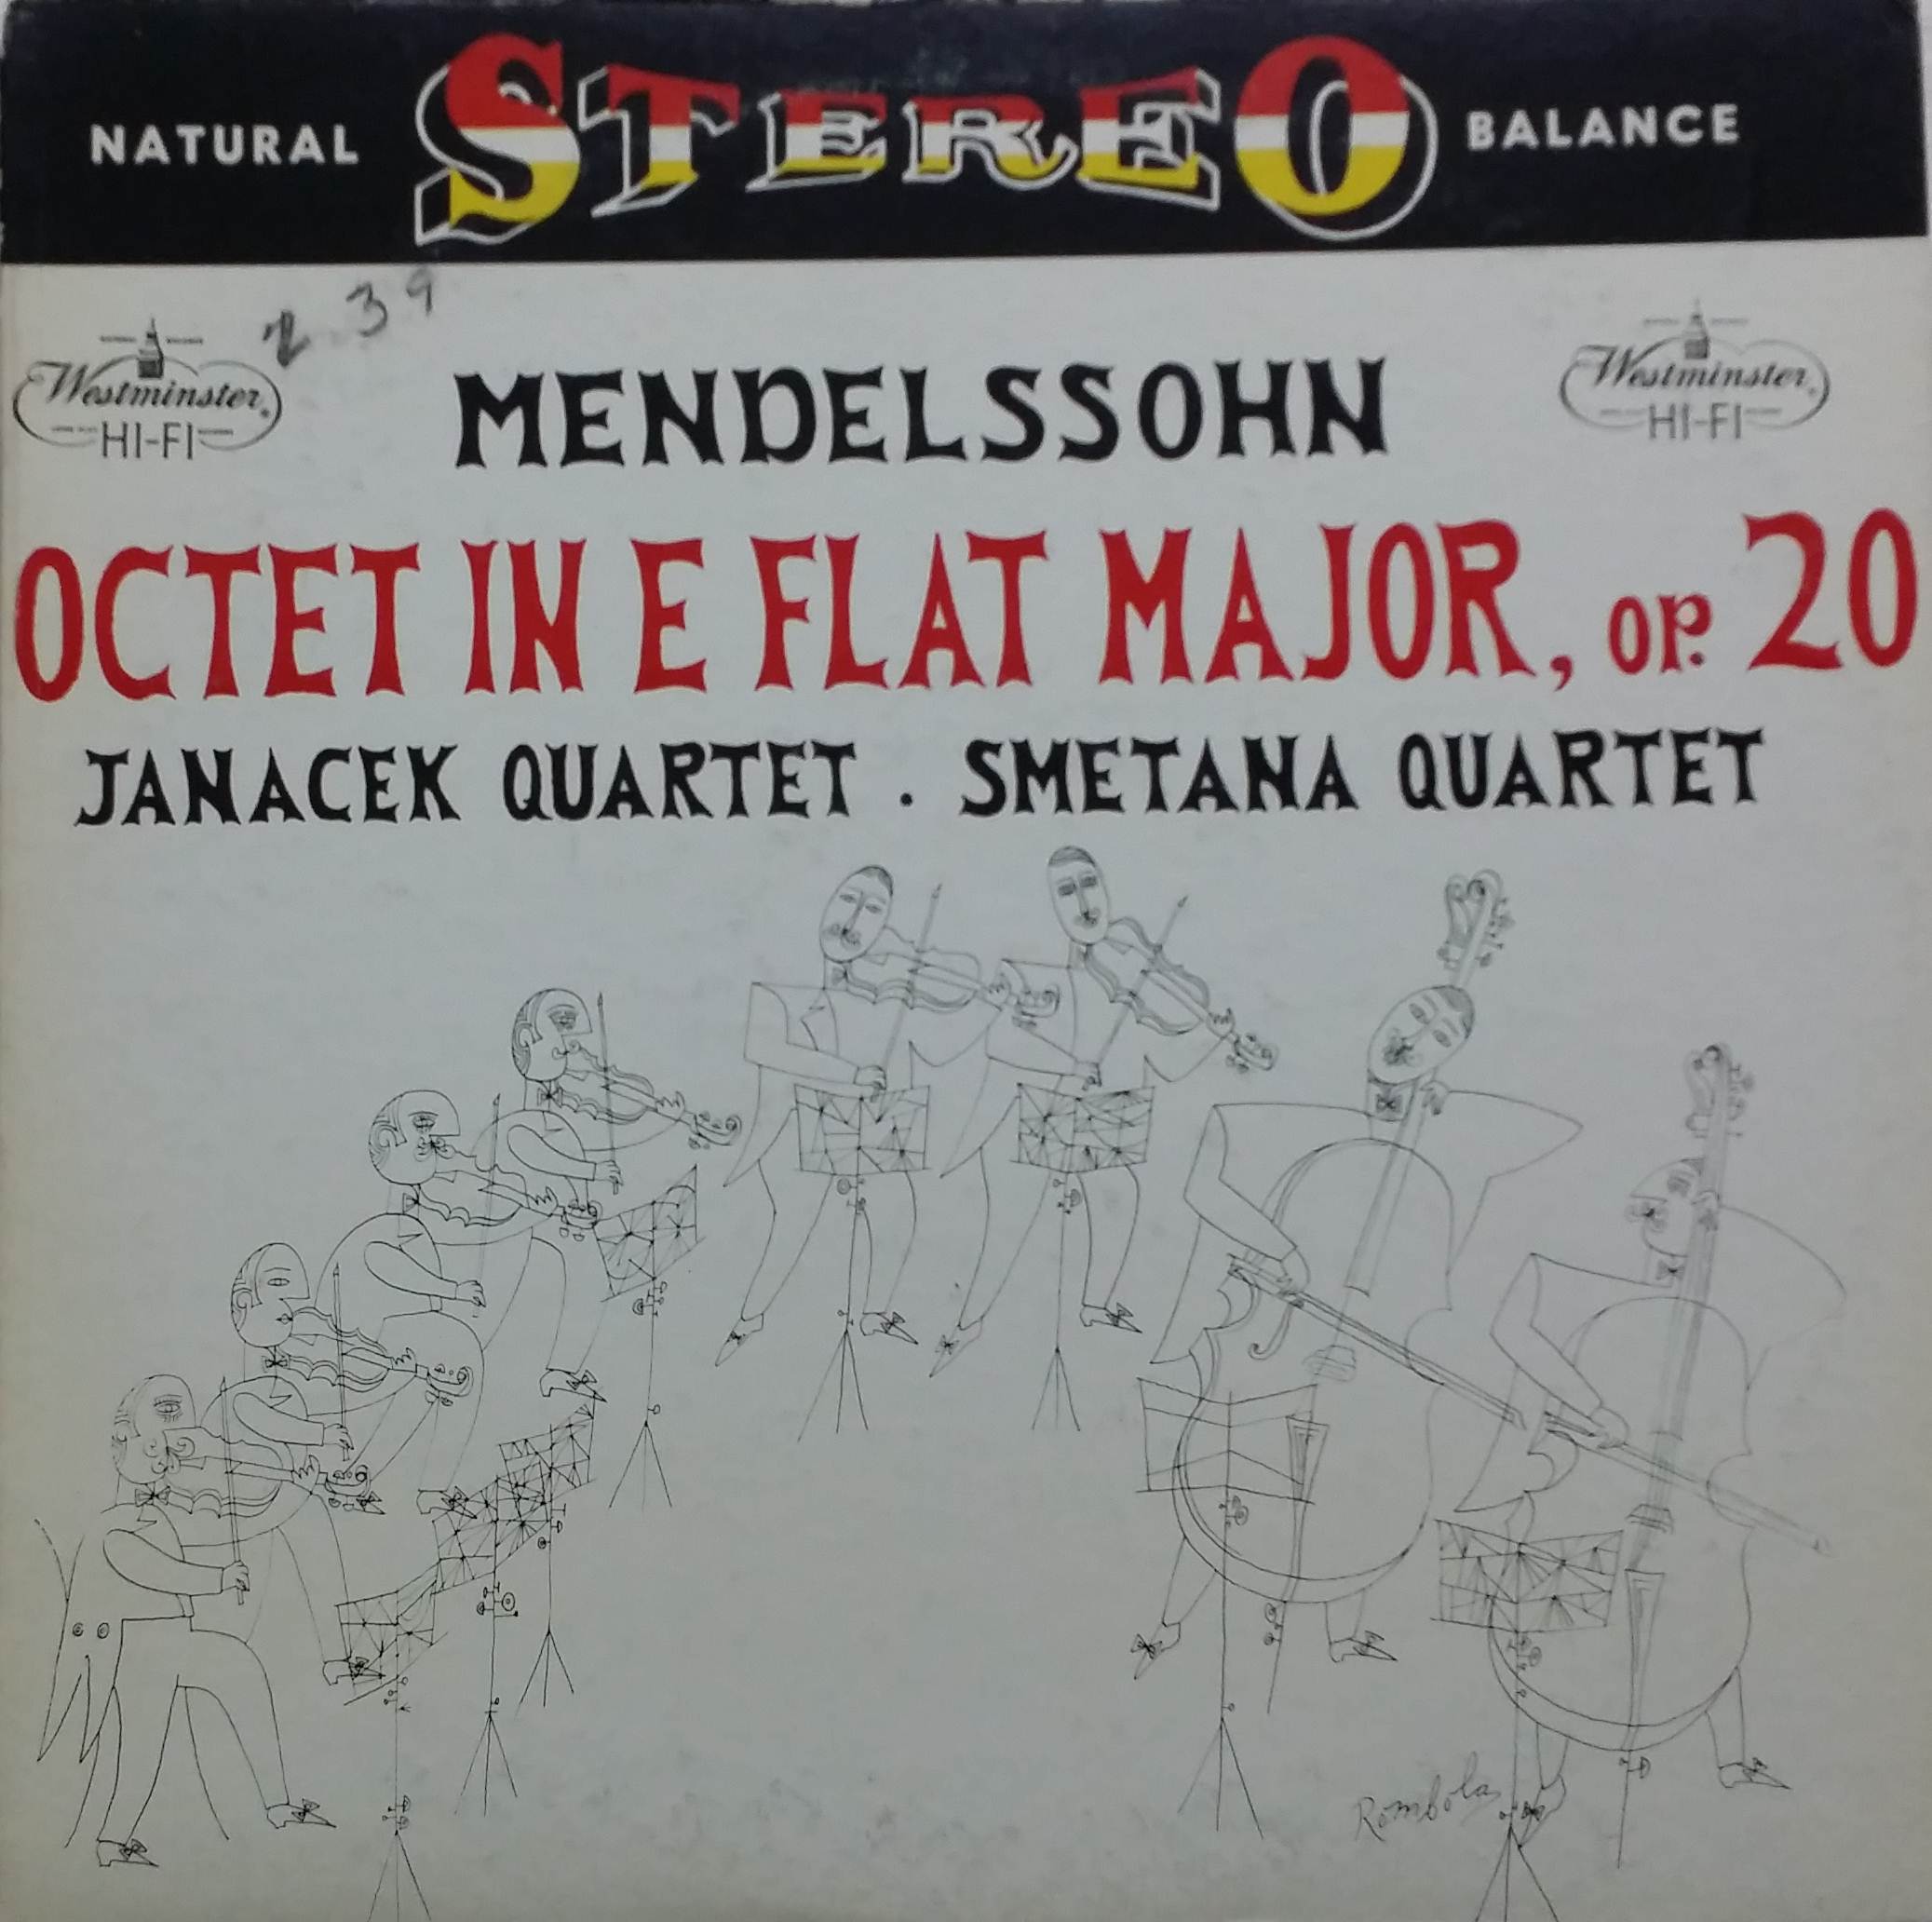 NATURAL STEREO BALANCE
2 39
Westminster HI-FI
Westminster HI-FI
MENDELSSOHN
OCTET IN E FLAT MAJOR, OP. 20
JANACEK QUARTET . SMETANA QUARTET
Rombola